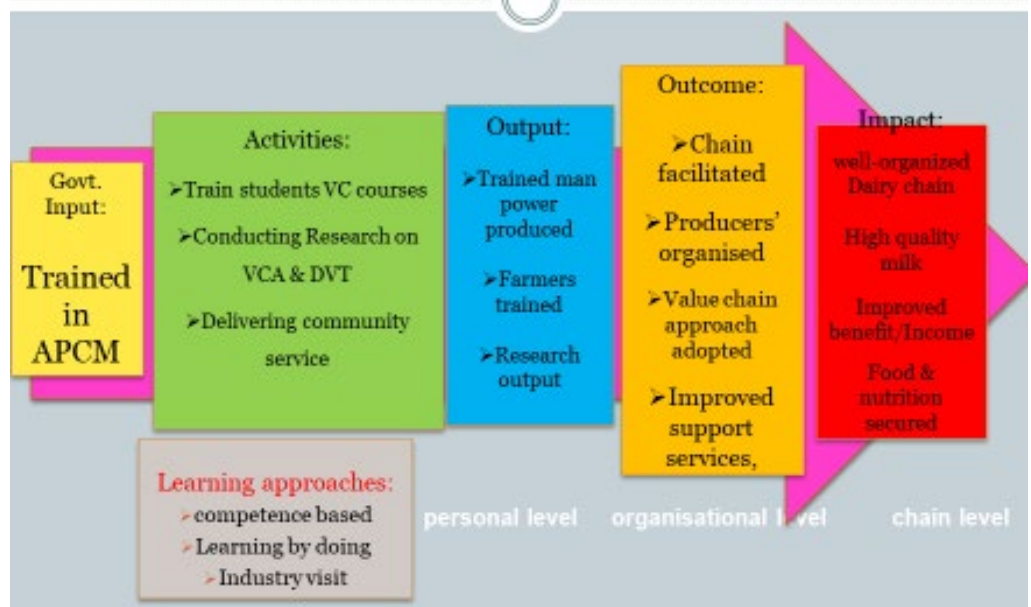 Govt.
Input:
Trained
in
APCM
Activities:
➢Train students VC courses
➢Conducting Research on
VCA & DVT
➢Delivering community
service
Output:
➢Trained man
power
produced
➢Farmers
trained
➢Research
output
Outcome:
➢Chain
facilitated
➢Producers’
organised
➢Value chain
approach
adopted
➢Improved
support
services,
Impact:
well-organized
Dairy chain
High quality
milk
Improved
benefit/Income
Food &
nutrition
secured
Learning approaches:
➢competence based
➢Learning by doing
➢Industry visit
personal level
organisational level
chain level